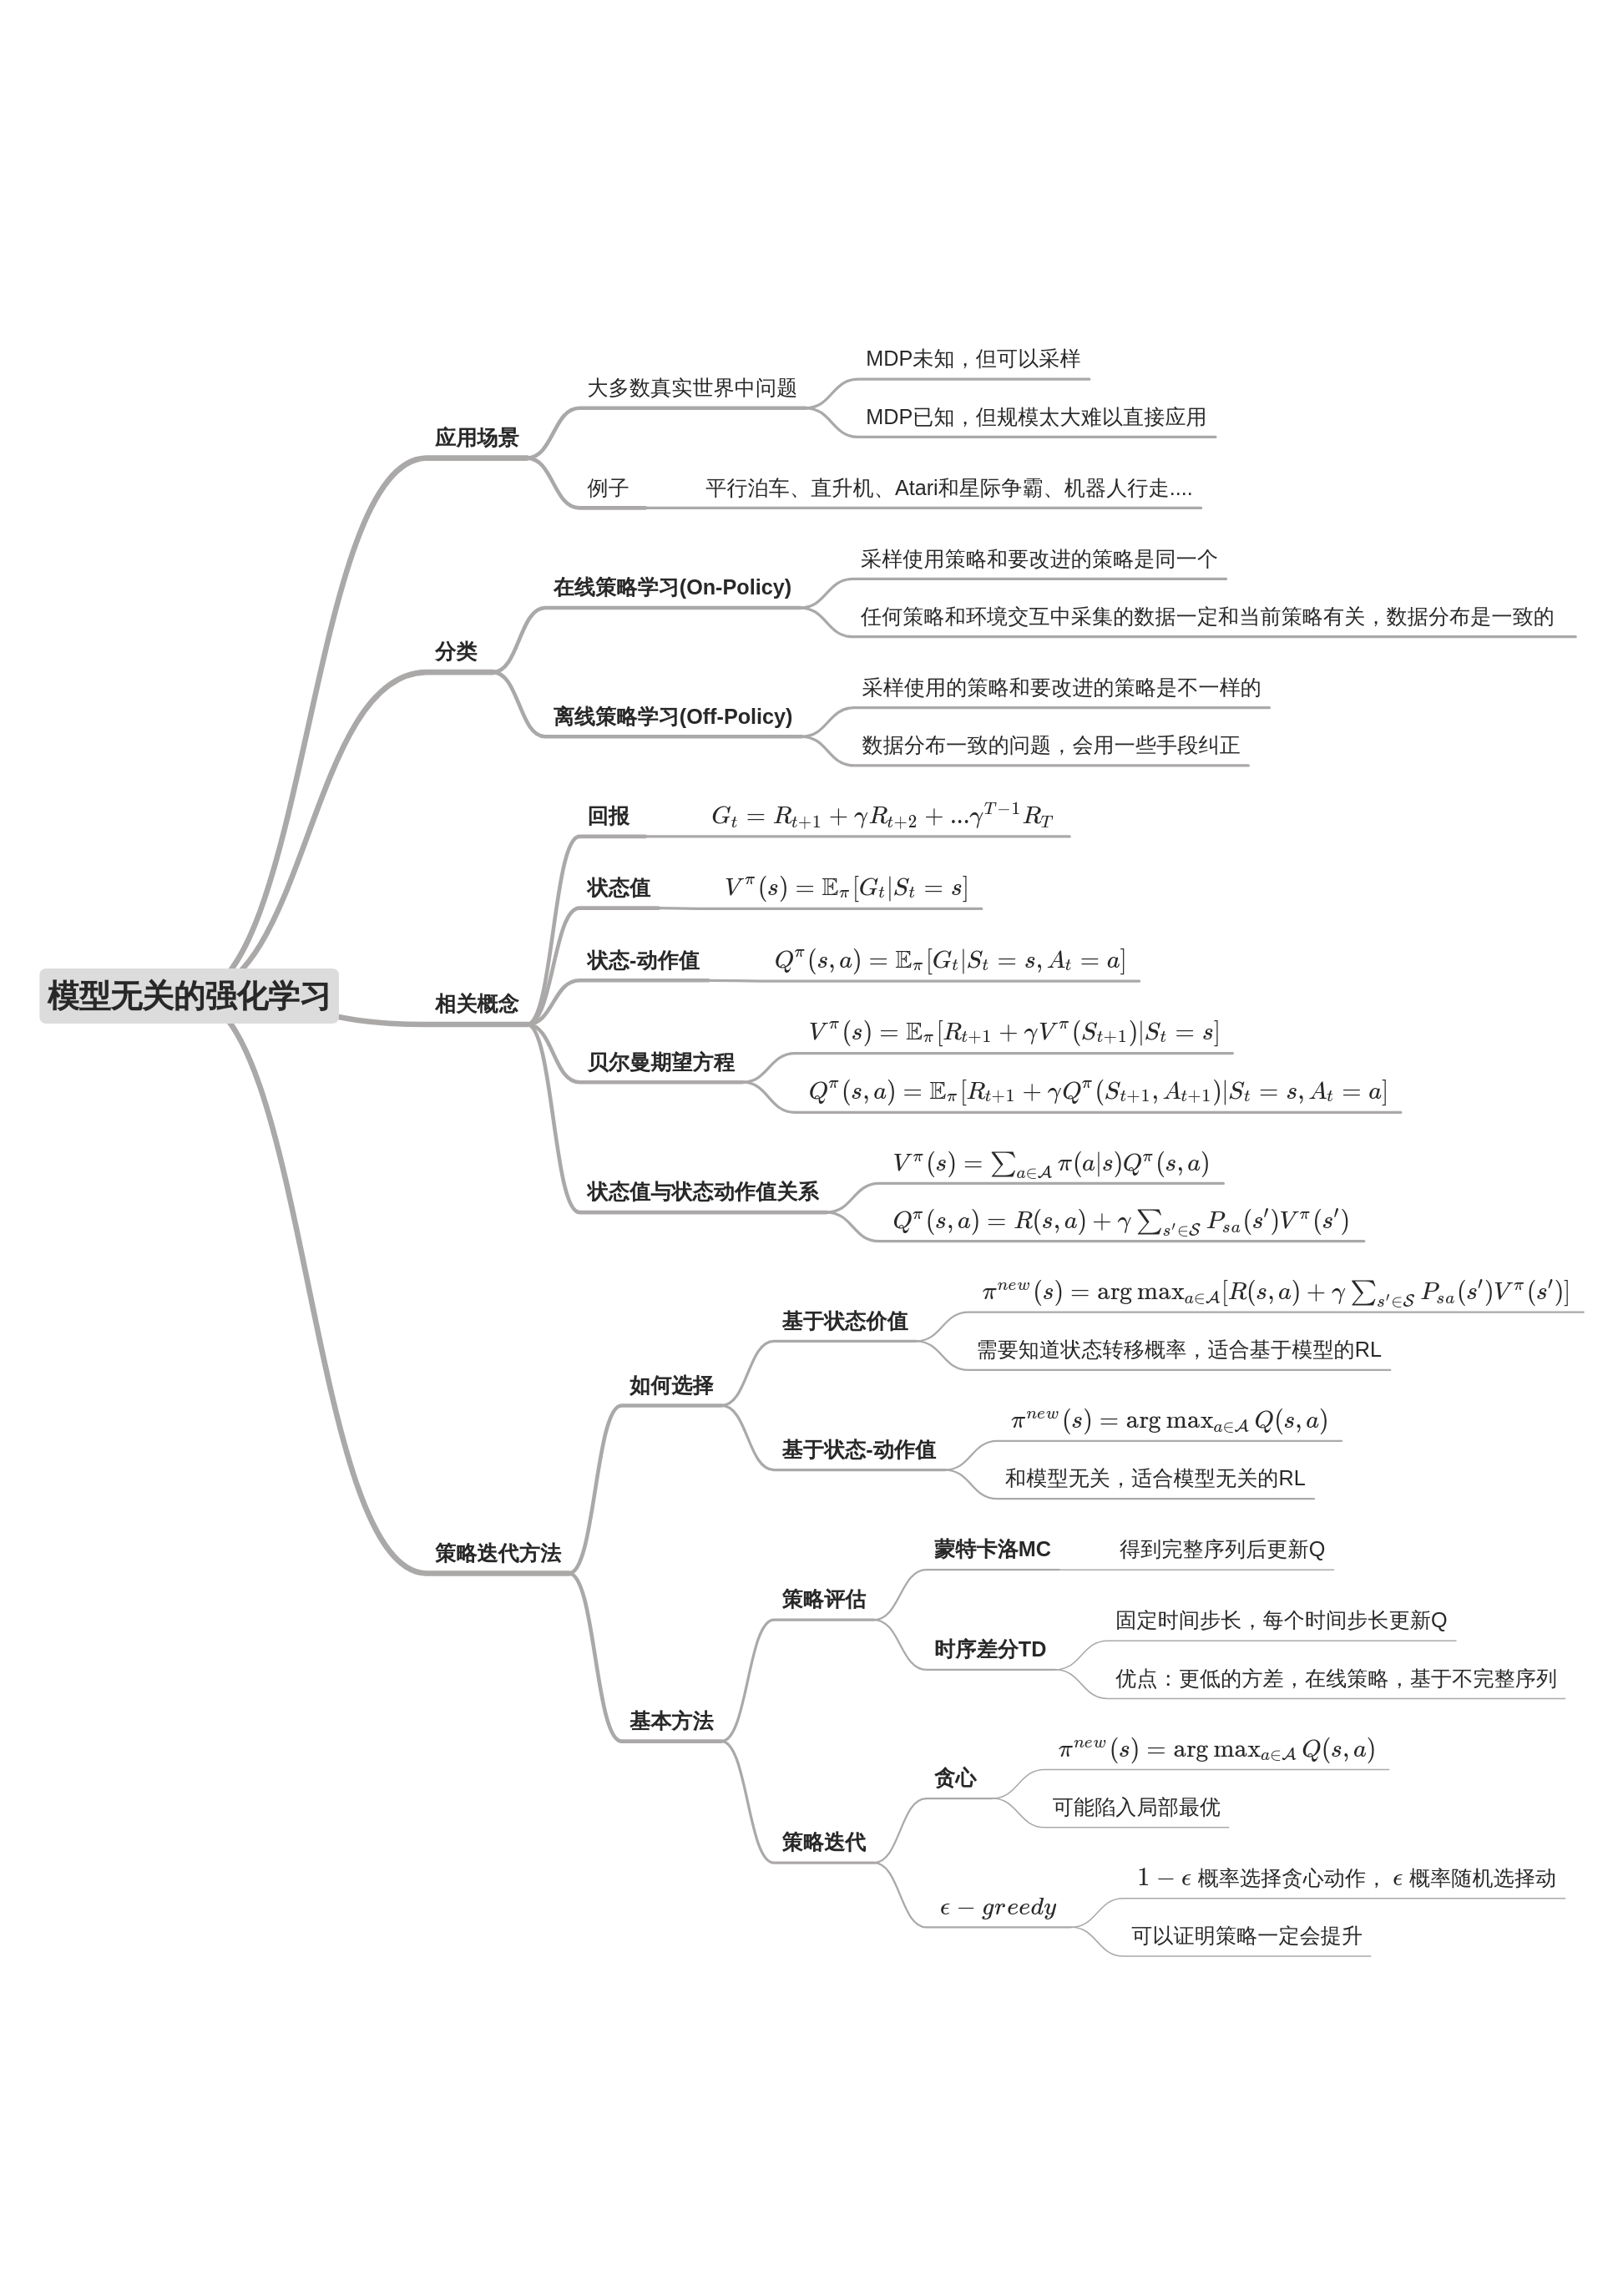 模型无关的强化学习
应用场景
大多数真实世界中问题
MDP未知，但可以采样
MDP已知，但规模太大难以直接应用
例子
平行泊车、直升机、Atari和星际争霸、机器人行走....
分类
在线策略学习(On-Policy)
采样使用策略和要改进的策略是同一个
任何策略和环境交互中采集的数据一定和当前策略有关，数据分布是一致的
离线策略学习(Off-Policy)
采样使用的策略和要改进的策略是不一样的
数据分布一致的问题，会用一些手段纠正
相关概念
回报
$G_t = R_{t+1} + \gamma R_{t+2} + ...\gamma^{T-1} R_T$
状态值
$V^\pi(s) = \mathbb{E}_\pi[G_t|S_t = s]$
状态-动作值
$Q^\pi(s, a) = \mathbb{E}_\pi[G_t|S_t = s, A_t = a]$
贝尔曼期望方程
$V^\pi(s) = \mathbb{E}_\pi[R_{t+1} + \gamma V^\pi(S_{t+1})|S_t = s]$
$Q^\pi(s, a) = \mathbb{E}_\pi[R_{t+1} + \gamma Q^\pi(S_{t+1}, A_{t+1})|S_t = s, A_t = a]$
状态值与状态动作值关系
$V^\pi(s) = \sum_{a \in \mathcal{A}} \pi(a|s)Q^\pi(s, a)$
$Q^\pi(s, a) = R(s, a) + \gamma \sum_{s' \in \mathcal{S}} P_{sa}(s')V^\pi(s')$
策略迭代方法
如何选择
基于状态价值
$\pi^{new}(s) = \arg\max_{a \in \mathcal{A}}[R(s, a) + \gamma \sum_{s' \in \mathcal{S}} P_{sa}(s')V^\pi(s')]$
需要知道状态转移概率，适合基于模型的RL
基于状态-动作值
$\pi^{new}(s) = \arg\max_{a \in \mathcal{A}} Q(s, a)$
和模型无关，适合模型无关的RL
基本方法
策略评估
蒙特卡洛MC
得到完整序列后更新Q
时序差分TD
固定时间步长，每个时间步长更新Q
优点：更低的方差，在线策略，基于不完整序列
策略迭代
贪心
$\pi^{new}(s) = \arg\max_{a \in \mathcal{A}} Q(s, a)$
可能陷入局部最优
$\epsilon - greedy$
$1 - \epsilon$ 概率选择贪心动作， $\epsilon$ 概率随机选择动
可以证明策略一定会提升